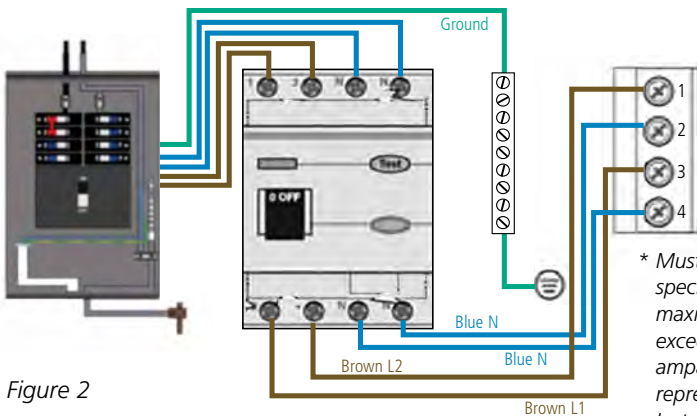 Ground
1 3 N N
Test
0 OFF
N N
Blue N
Blue N
Brown L2
Brown L1
1
2
3
4
* Must
spec
maxi
exce
ampa
repre
Figure 2